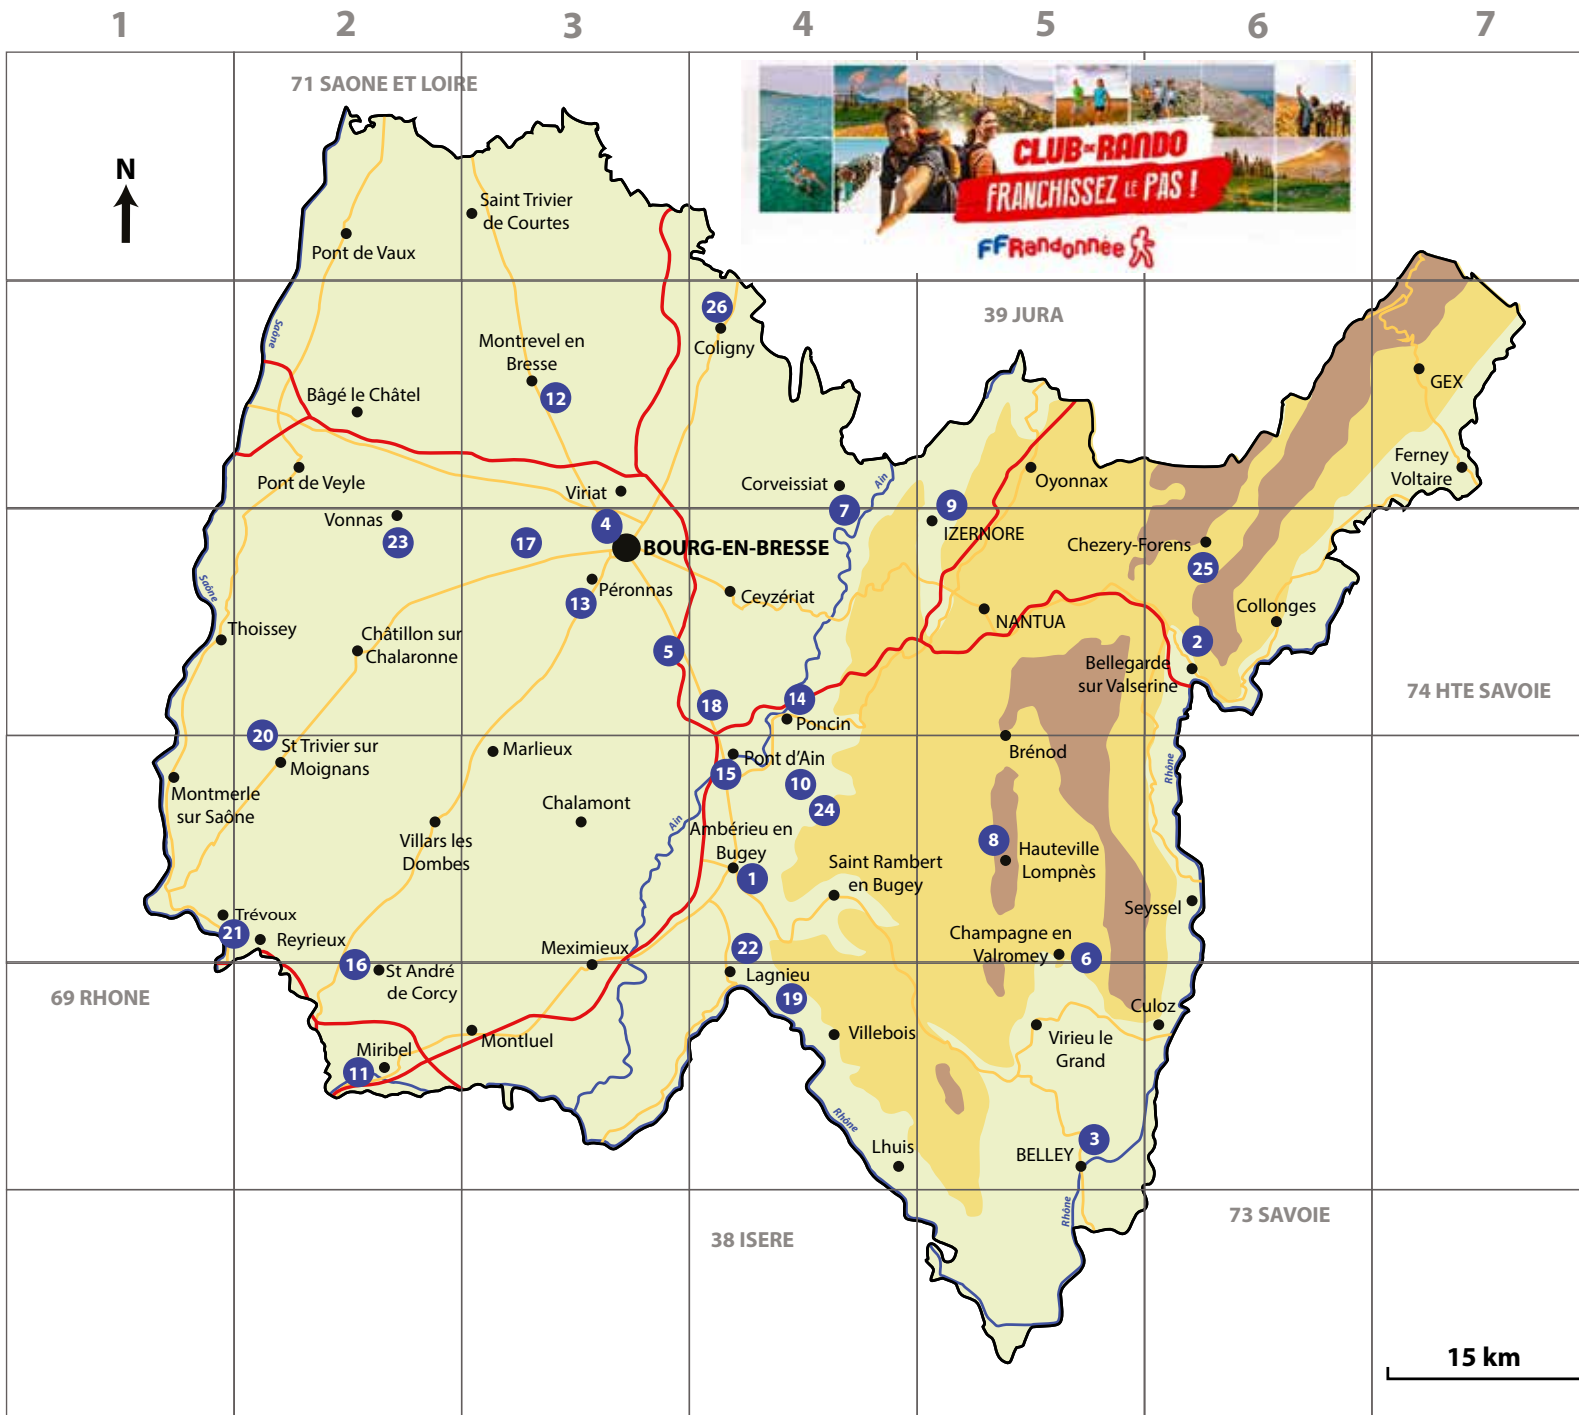 1 2 3 4 5 6 7
71 SAONE ET LOIRE
N
CLUB DE RANDO
FRANCHISSEZ LE PAS !
FFRandonnée
Saint Trivier
de Courtes
Pont de Vaux
Saône
26
Coligny
39 JURA
Montrevel en
Bresse
12
Bâgé le Châtel
GEX
Pont de Veyle
Viriat
Corveissiat
Ain
7
Oyonnax
Ferney
Voltaire
Vonnas
23
17
4
BOURG-EN-BRESSE
9
IZERNORE
Chezery-Forens
25
Saône
Péronnas
13
Ceyzériat
NANTUA
Collonges
Thoissey
Châtillon sur
Chalaronne
5
2
Bellegarde
sur Valserine
74 HTE SAVOIE
18
14
Poncin
20
St Trivier sur
Moignans
Marlieux
Pont d'Ain
15
10
24
Brénod
Rhône
Montmerle
sur Saône
Chalamont
Ain
Villars les
Dombes
Ambérieu en
Bugey
1
Saint Rambert
en Bugey
8
Hauteville
Lompnès
Seyssel
Trévoux
21
Reyrieux
16
St André
de Corcy
Meximieux
22
Lagnieu
19
Champagne en
Valromey
6
69 RHONE
Culoz
Montluel
Villebois
Virieu le
Grand
Miribel
11
Rhône
Lhuis
3
BELLEY
Rhône
38 ISERE
73 SAVOIE
15 km